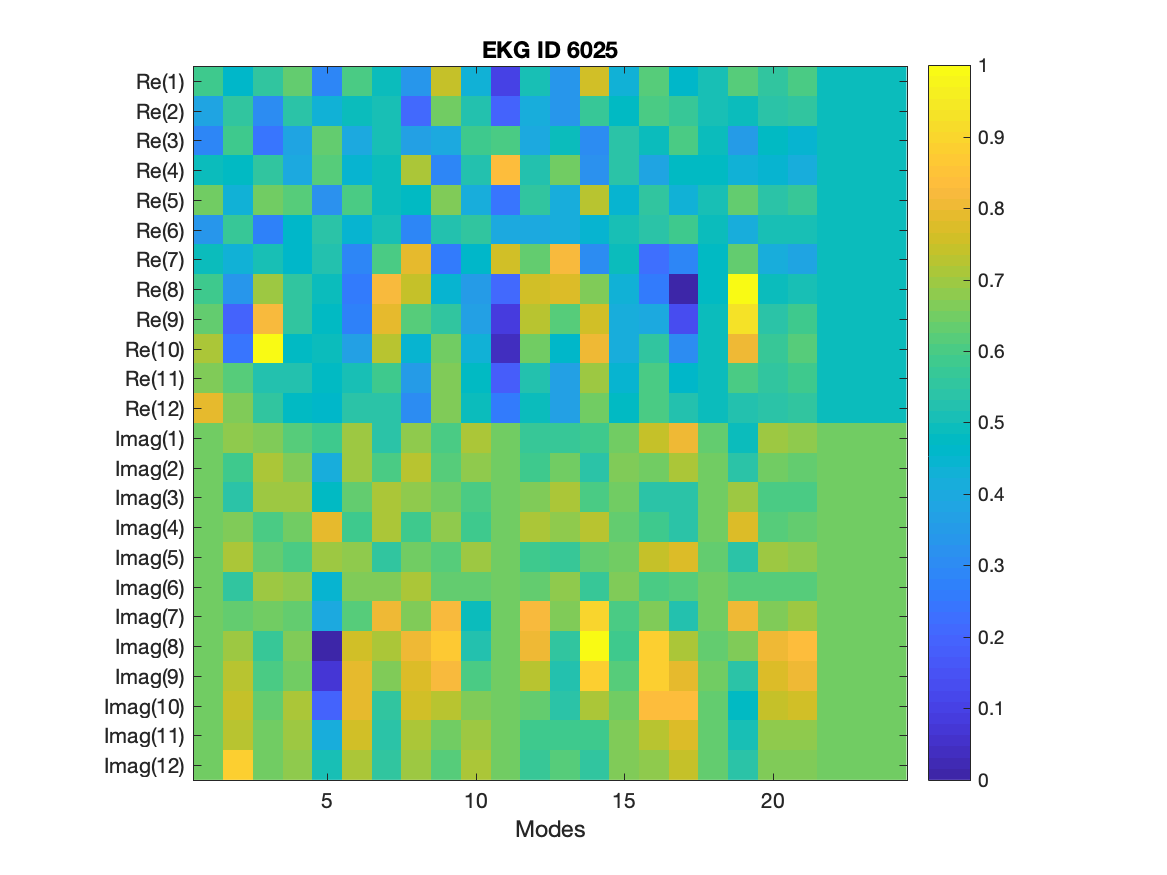 EKG ID 6025
Re(1)
Re(2)
Re(3)
Re(4)
Re(5)
Re(6)
Re(7)
Re(8)
Re(9)
Re(10)
Re(11)
Re(12)
Imag(1)
Imag(2)
Imag(3)
Imag(4)
Imag(5)
Imag(6)
Imag(7)
Imag(8)
Imag(9)
Imag(10)
Imag(11)
Imag(12)
5 10 15 20
Modes
1
0.9
0.8
0.7
0.6
0.5
0.4
0.3
0.2
0.1
0